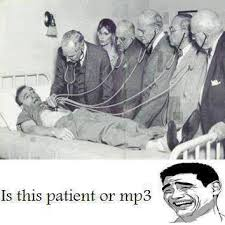 Is this patient or mp3